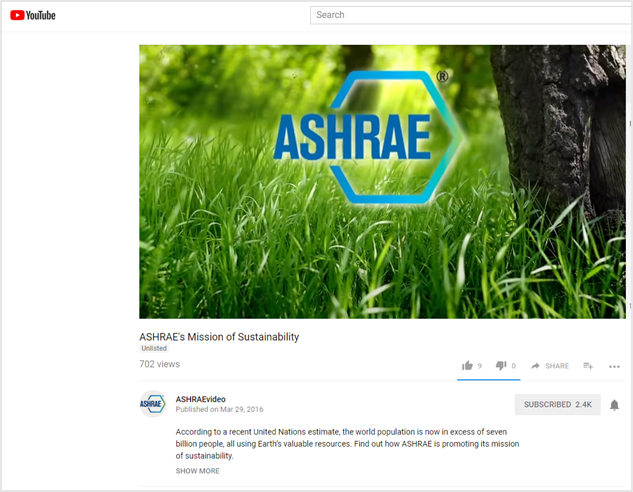 YouTube
Search
ASHRAE®
ASHRAE's Mission of Sustainability
Unlisted
702 views
9
0
SHARE
ASHRAE
ASHRAEvideo
Published on Mar 29, 2016
SUBSCRIBED 2.4K
According to a recent United Nations estimate, the world population is now in excess of seven
billion people, all using Earth's valuable resources. Find out how ASHRAE is promoting its mission
of sustainability.
SHOW MORE